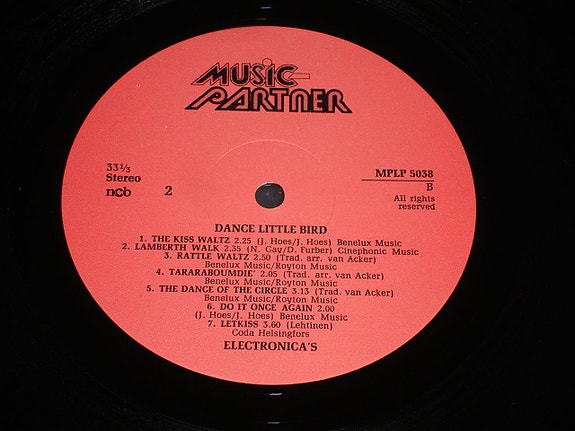 MUSIC
PARTNER
33 1/3
Stereo
ncb 2
MPLP 5038
B
All rights
reserved
DANCE LITTLE BIRD
1. THE KISS WALTZ 2.25 (J. Hoes/J. Hoes) Benelux Music
2. LAMBERTH WALK 2.35 (N. Gay/D. Furber) Cinephonic Music
3. RATTLE WALTZ 2.50 (Trad. arr. van Acker)
Benelux Music/Royton Music
4. TARARABOUMDIE' 2.05 (Trad. arr. van Acker)
Benelux Music/Royton Music
5. THE DANCE OF THE CIRCLE 3.13 (Trad. van Acker)
Benelux Music/Royton Music
6. DO IT ONCE AGAIN 2.00
(J. Hoes/J. Hoes) Benelux Music
7. LETKISS 3.60 (Lehtinen)
Coda Helsingfors
ELECTRONICA'S